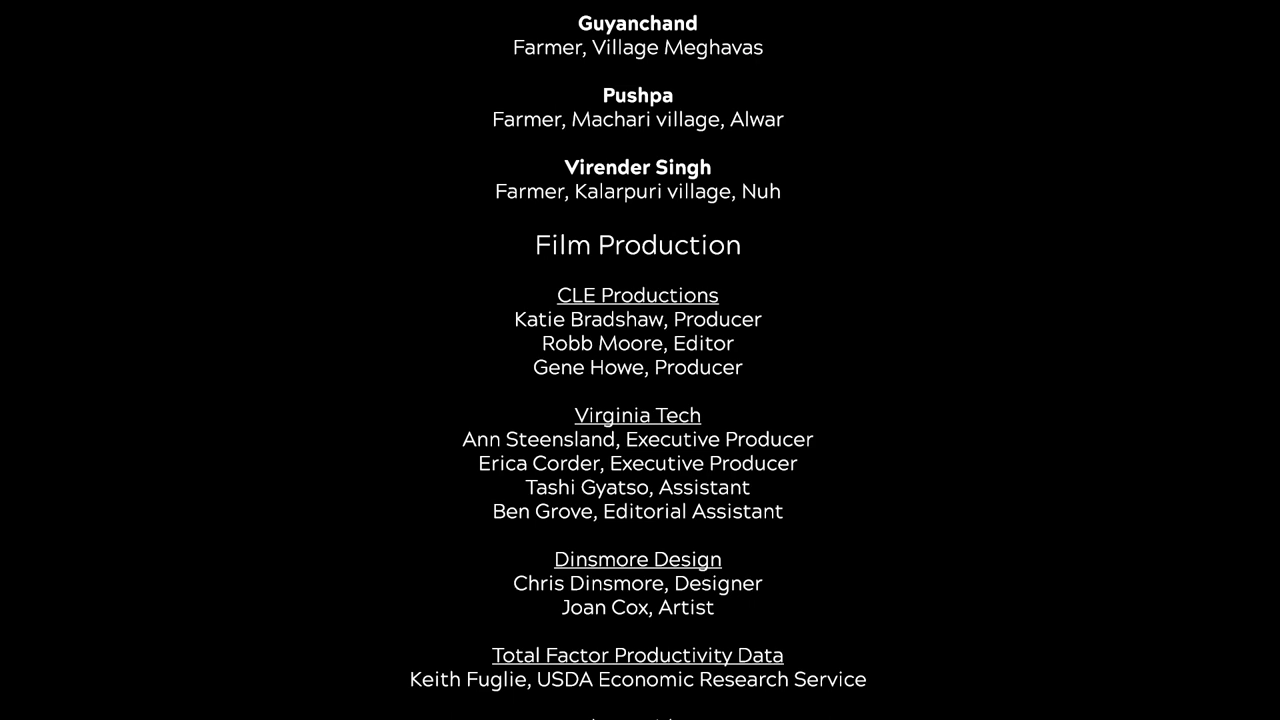 Guyanchand
Farmer, Village Meghavas
Pushpa
Farmer, Machari village, Alwar
Virender Singh
Farmer, Kalarpuri village, Nuh
Film Production
CLE Productions
Katie Bradshaw, Producer
Robb Moore, Editor
Gene Howe, Producer
Virginia Tech
Ann Steensland, Executive Producer
Erica Corder, Executive Producer
Tashi Gyatso, Assistant
Ben Grove, Editorial Assistant
Dinsmore Design
Chris Dinsmore, Designer
Joan Cox, Artist
Total Factor Productivity Data
Keith Fuglie, USDA Economic Research Service